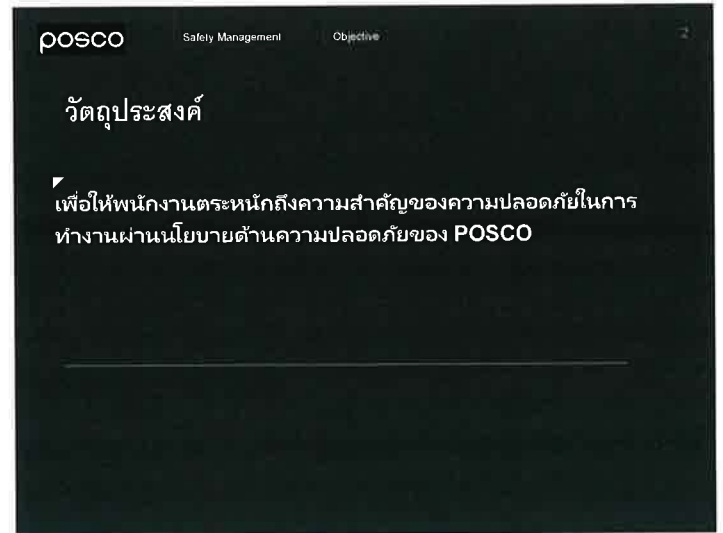 posco Safety Management Objective 2
วัตถุประสงค์
เพื่อให้พนักงานตระหนักถึงความสำคัญของความปลอดภัยในการ
ทำงานผ่านนโยบายด้านความปลอดภัยของ POSCO